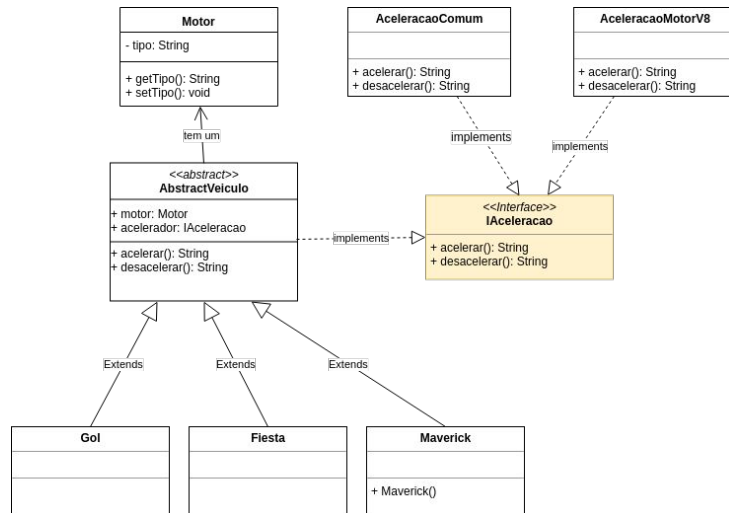 Motor
- tipo: String
+ getTipo(): String
+ setTipo(): void
AceleracaoComum
+ acelerar(): String
+ desacelerar(): String
AceleracaoMotorV8
+ acelerar(): String
+ desacelerar(): String
tem um
implements
implements
<<abstract>>
AbstractVeiculo
+ motor: Motor
+ acelerador: IAceleracao
+ acelerar(): String
+ desacelerar(): String
implements
<<Interface>>
IAceleracao
+ acelerar(): String
+ desacelerar(): String
Extends
Extends
Extends
Gol
Fiesta
Maverick
+ Maverick()